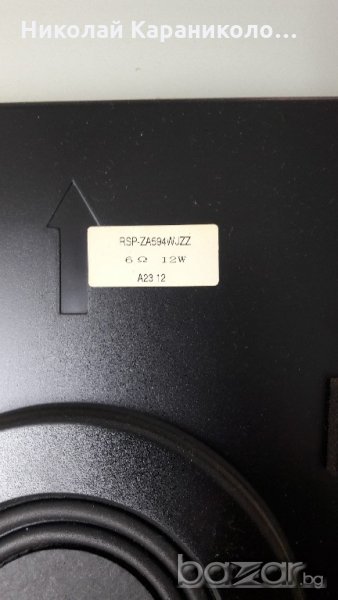 Николай Караниколо…
RSP-ZA594WJZZ
6 Ω 12W
A23.12
bazar.bg